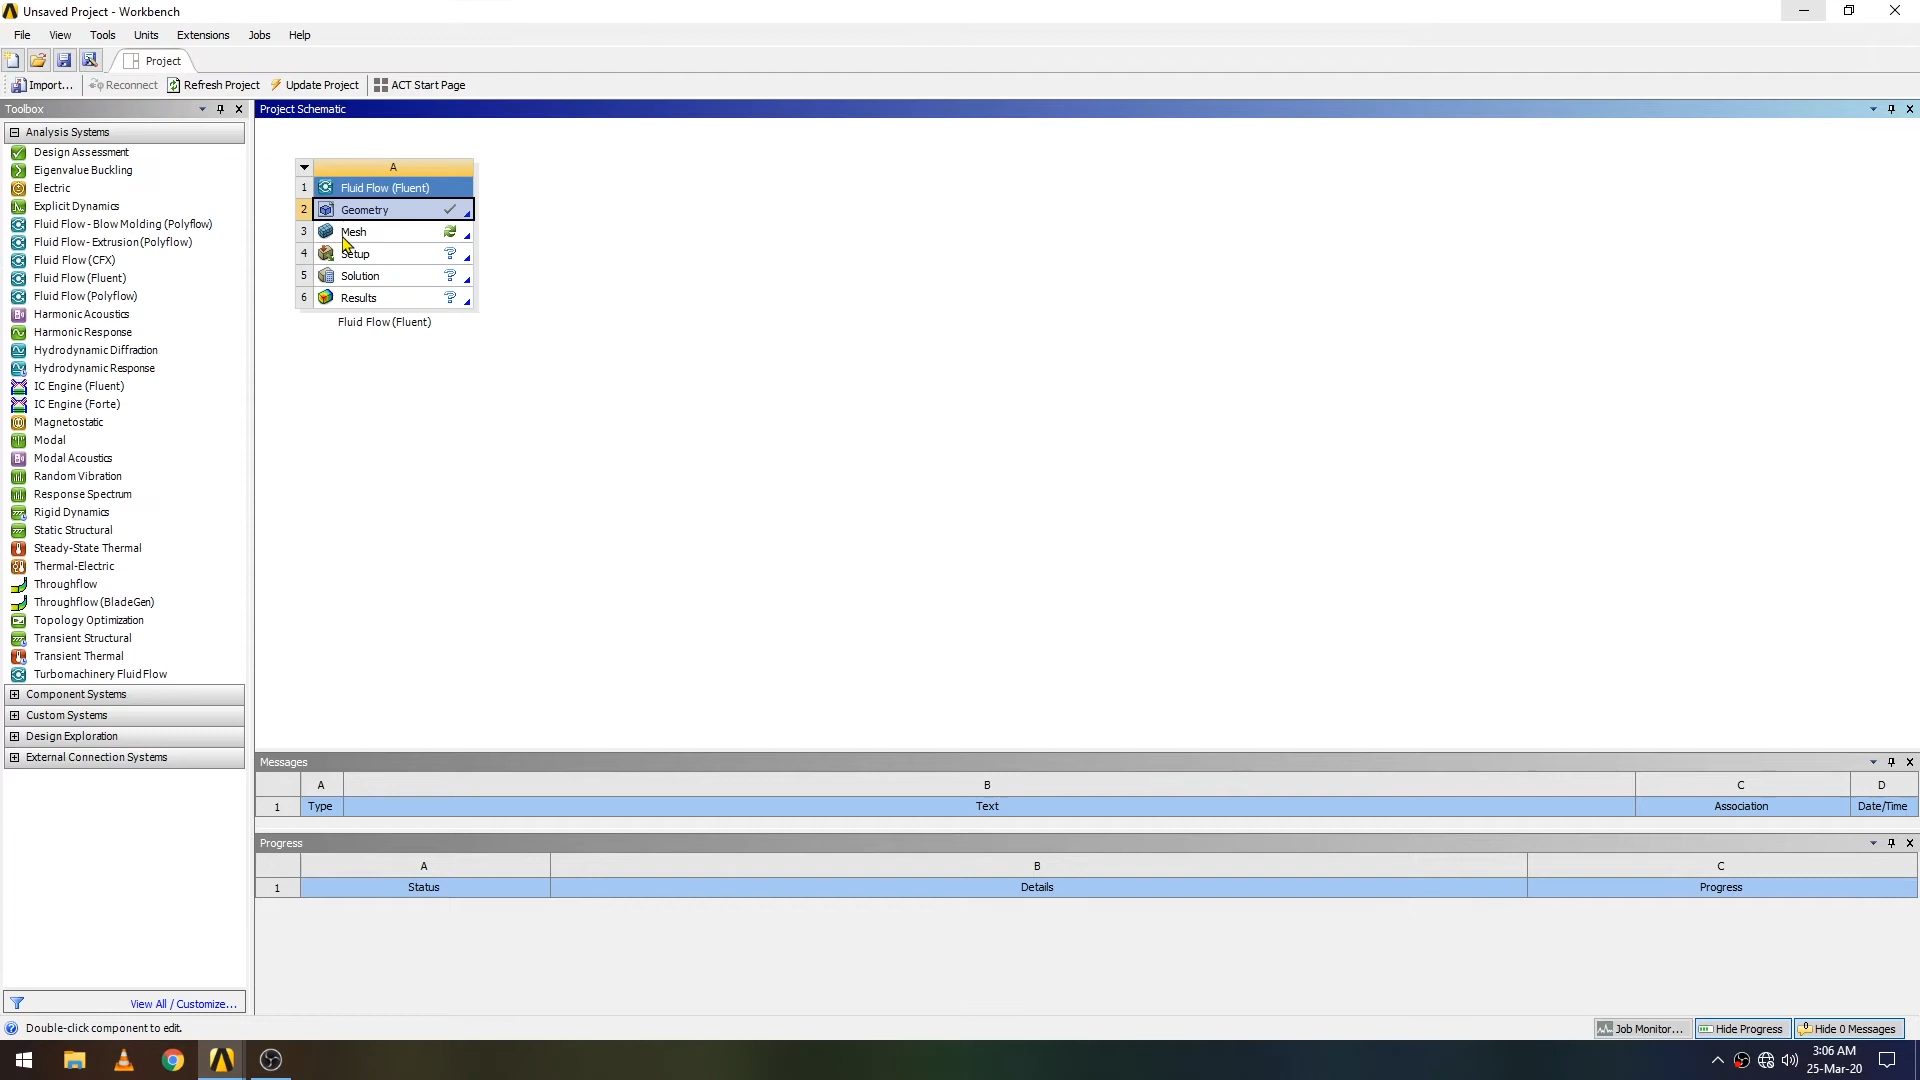 Unsaved Project - Workbench
File View Tools Units Extensions Jobs Help
Project
Import... Reconnect Refresh Project Update Project ACT Start Page
Toolbox
Analysis Systems
Design Assessment
Eigenvalue Buckling
Electric
Explicit Dynamics
Fluid Flow - Blow Molding (Polyflow)
Fluid Flow - Extrusion (Polyflow)
Fluid Flow (CFX)
Fluid Flow (Fluent)
Fluid Flow (Polyflow)
Harmonic Acoustics
Harmonic Response
Hydrodynamic Diffraction
Hydrodynamic Response
IC Engine (Fluent)
IC Engine (Forte)
Magnetostatic
Modal
Modal Acoustics
Random Vibration
Response Spectrum
Rigid Dynamics
Static Structural
Steady-State Thermal
Thermal-Electric
Throughflow
Throughflow (BladeGen)
Topology Optimization
Transient Structural
Transient Thermal
Turbomachinery Fluid Flow
Component Systems
Custom Systems
Design Exploration
External Connection Systems
View All / Customize...
Project Schematic
A
1 Fluid Flow (Fluent)
2 Geometry
3 Mesh
4 Setup ?
5 Solution ?
6 Results ?
Fluid Flow (Fluent)
Messages
A B C D
1 Type Text Association Date/Time
Progress
A B C
1 Status Details Progress
Double-click component to edit.
Job Monitor... Hide Progress Hide 0 Messages
3:06 AM
25-Mar-20